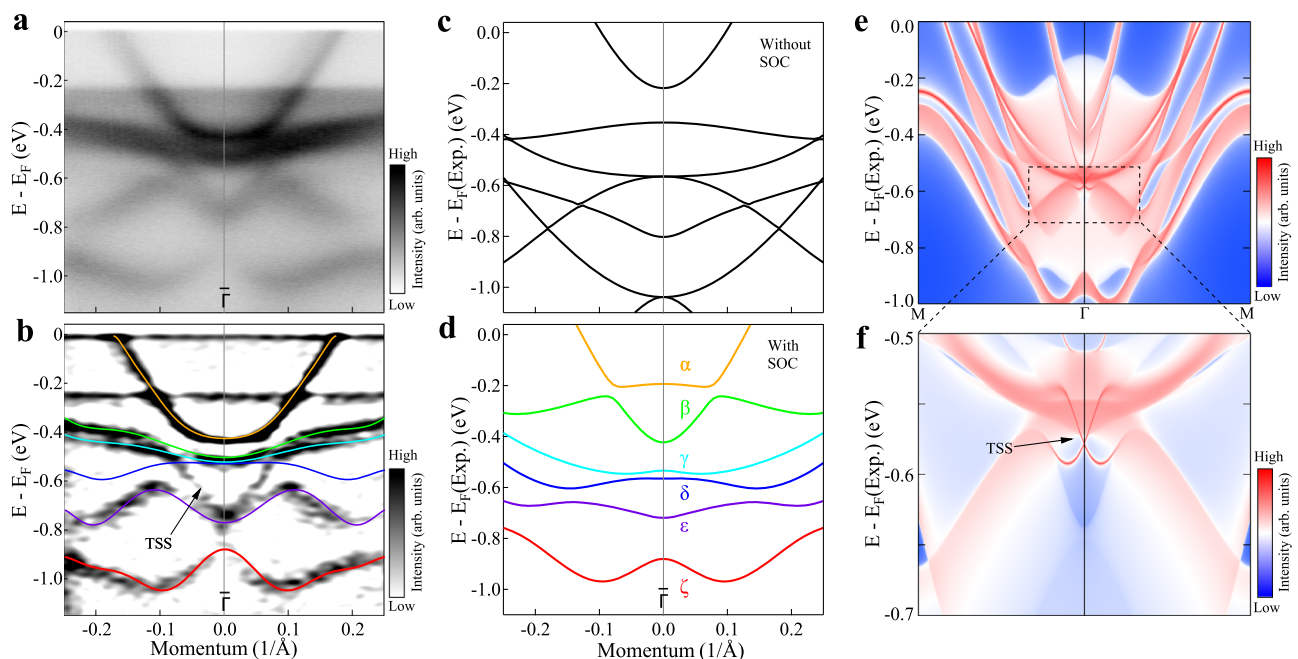 a
E - E_F (eV)
0
-0.2
-0.4
-0.6
-0.8
-1.0
Γ̅
-0.2
0.0
0.1
0.2
High
Intensity (arb. units)
Low
b
E - E_F (eV)
0
-0.2
-0.4
-0.6
-0.8
-1.0
TSS
Γ̅
-0.2
0.0
0.1
0.2
Momentum (1/Å)
High
Intensity (arb. units)
Low
c
E - E_F(Exp.) (eV)
-0.0
-0.2
-0.4
-0.6
-0.8
-1.0
Without
SOC
d
E - E_F(Exp.) (eV)
-0.0
-0.2
-0.4
-0.6
-0.8
-1.0
With
SOC
α
β
γ
δ
ε
ζ
Γ̅
-0.2
0.0
0.1
0.2
Momentum (1/Å)
e
E - E_F(Exp.) (eV)
-0.0
-0.2
-0.4
-0.6
-0.8
-1.0
M
Γ
M
High
Intensity (arb. units)
Low
f
E - E_F(Exp.) (eV)
-0.5
-0.6
-0.7
TSS
High
Intensity (arb. units)
Low